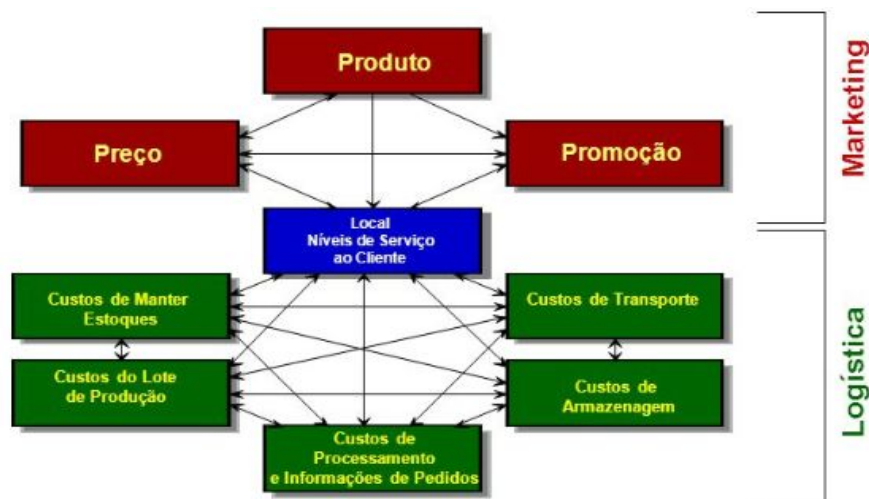 Produto
Preço
Promoção
Marketing
Local
Níveis de Serviço
ao Cliente
Custos de Manter
Estoques
Custos de Transporte
Custos do Lote
de Produção
Custos de
Armazenagem
Custos de
Processamento
e Informações de Pedidos
Logística